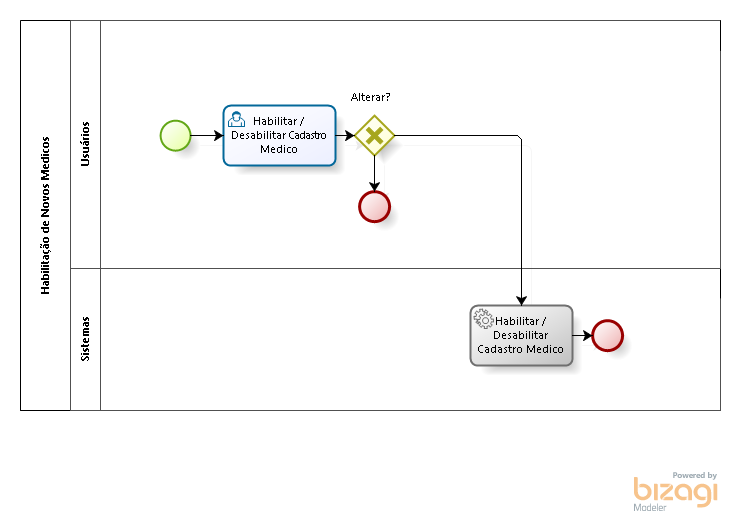 Habilitação de Novos Medicos
Usuários
Alterar?
Habilitar /
Desabilitar Cadastro
Medico
Sistemas
Habilitar /
Desabilitar
Cadastro Medico
Powered by
bizagi
Modeler